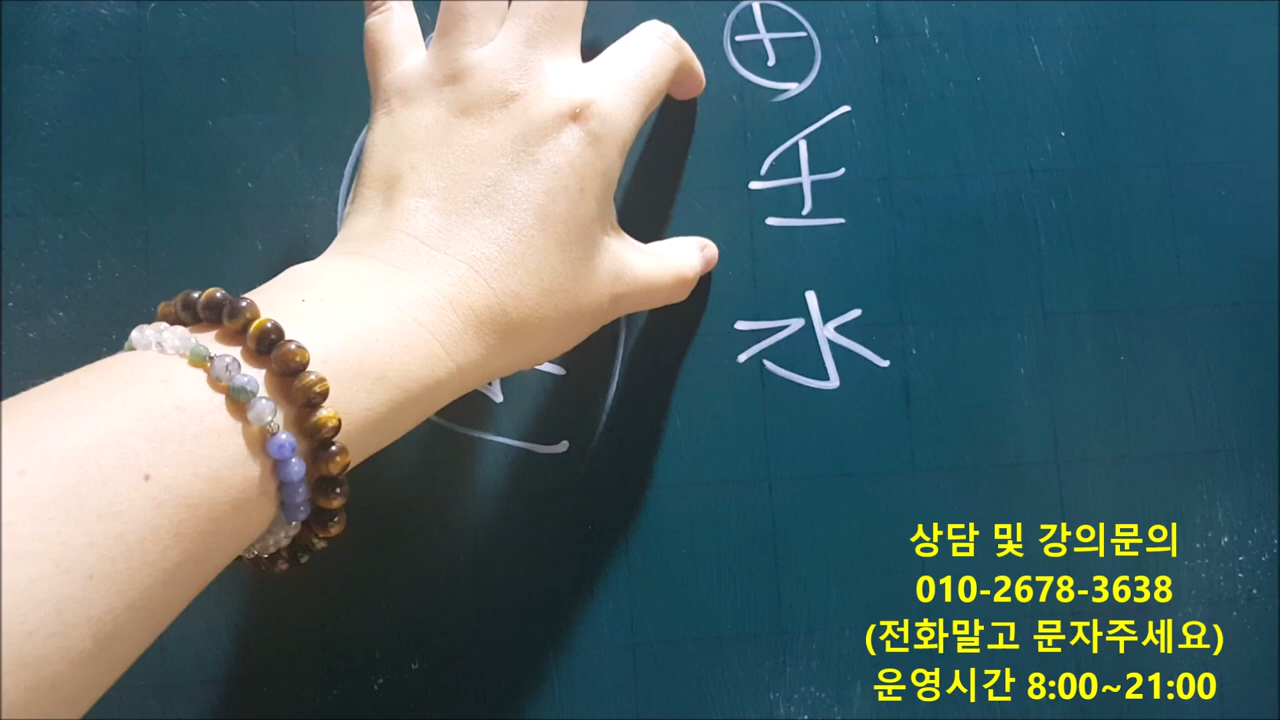 ⊕
壬
水
상담 및 강의문의
010-2678-3638
(전화말고 문자주세요)
운영시간 8:00~21:00